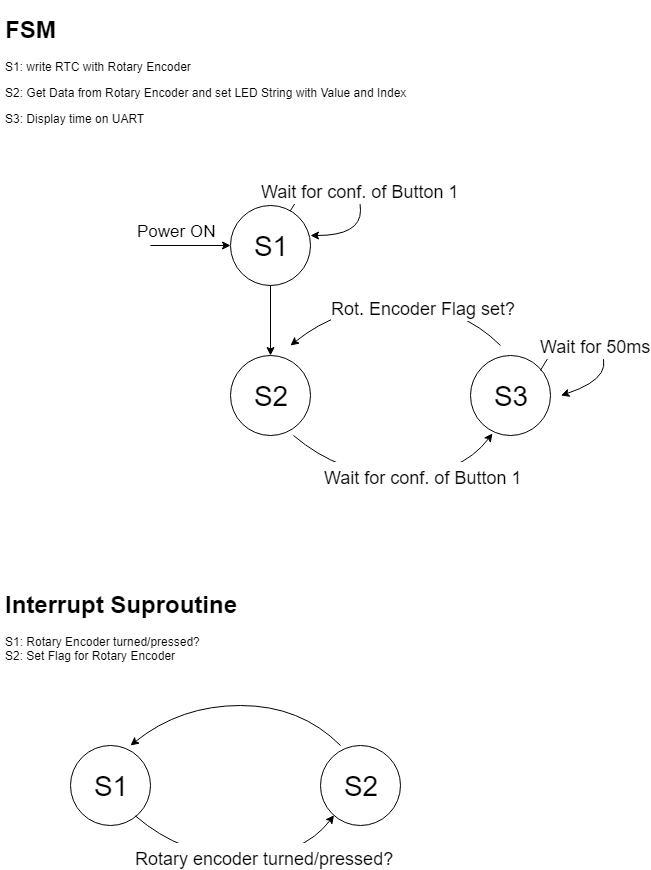 FSM
S1: write RTC with Rotary Encoder
S2: Get Data from Rotary Encoder and set LED String with Value and Index
S3: Display time on UART
Wait for conf. of Button 1
Power ON
S1
Rot. Encoder Flag set?
Wait for 50ms
S2
S3
Wait for conf. of Button 1
Interrupt Suproutine
S1: Rotary Encoder turned/pressed?
S2: Set Flag for Rotary Encoder
S1
S2
Rotary encoder turned/pressed?